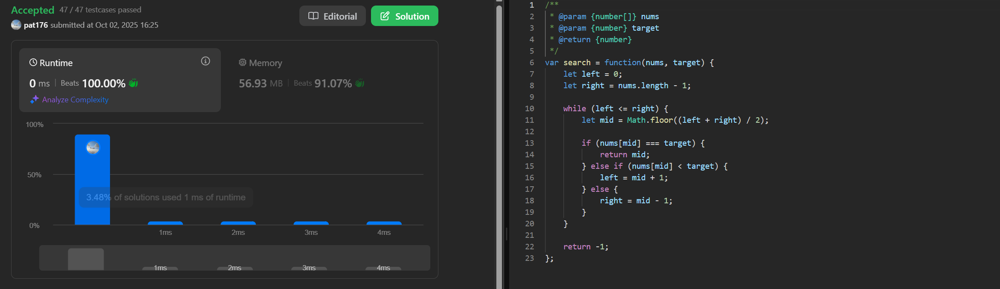 Accepted 47 / 47 testcases passed
pat176 submitted at Oct 02, 2025 16:25
Editorial
Solution
Runtime
0 ms | Beats 100.00%
Analyze Complexity
Memory
56.93 MB | Beats 91.07%
100%
50%
0%
3.48% of solutions used 1 ms of runtime
1ms 2ms 3ms 4ms
1ms 2ms 3ms 4ms
1 /**
2  * @param {number[]} nums
3  * @param {number} target
4  * @return {number}
5  */
6 var search = function(nums, target) {
7     let left = 0;
8     let right = nums.length - 1;
9
10     while (left <= right) {
11         let mid = Math.floor((left + right) / 2);
12
13         if (nums[mid] === target) {
14             return mid;
15         } else if (nums[mid] < target) {
16             left = mid + 1;
17         } else {
18             right = mid - 1;
19         }
20     }
21
22     return -1;
23 };